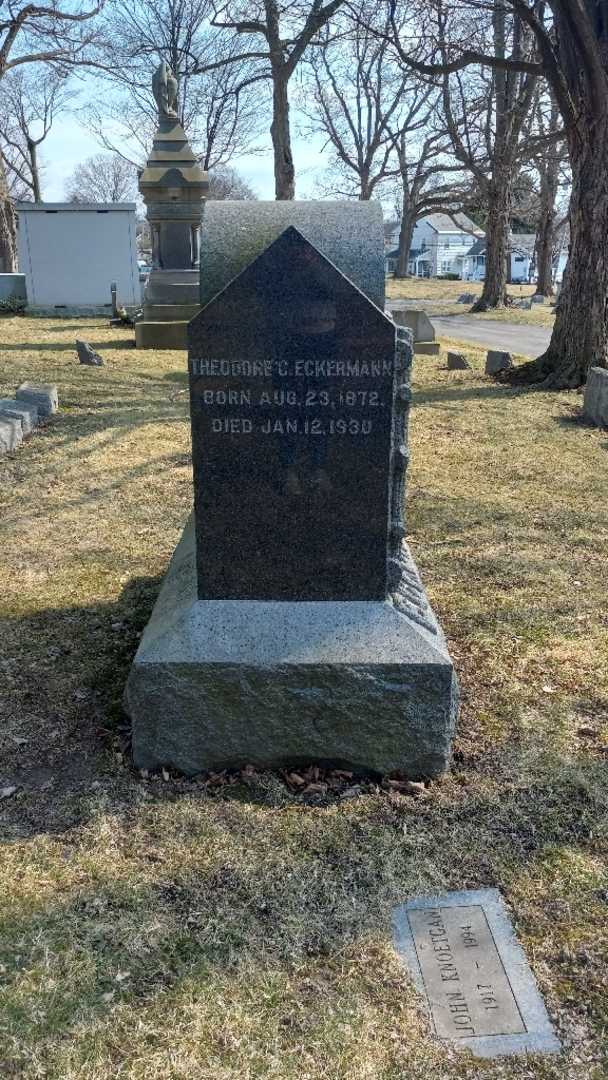 THEODORE C. ECKERMANN
BORN AUG. 23, 1872.
DIED JAN. 12, 1930
JOHN KNOETGAN
1917 - 1994